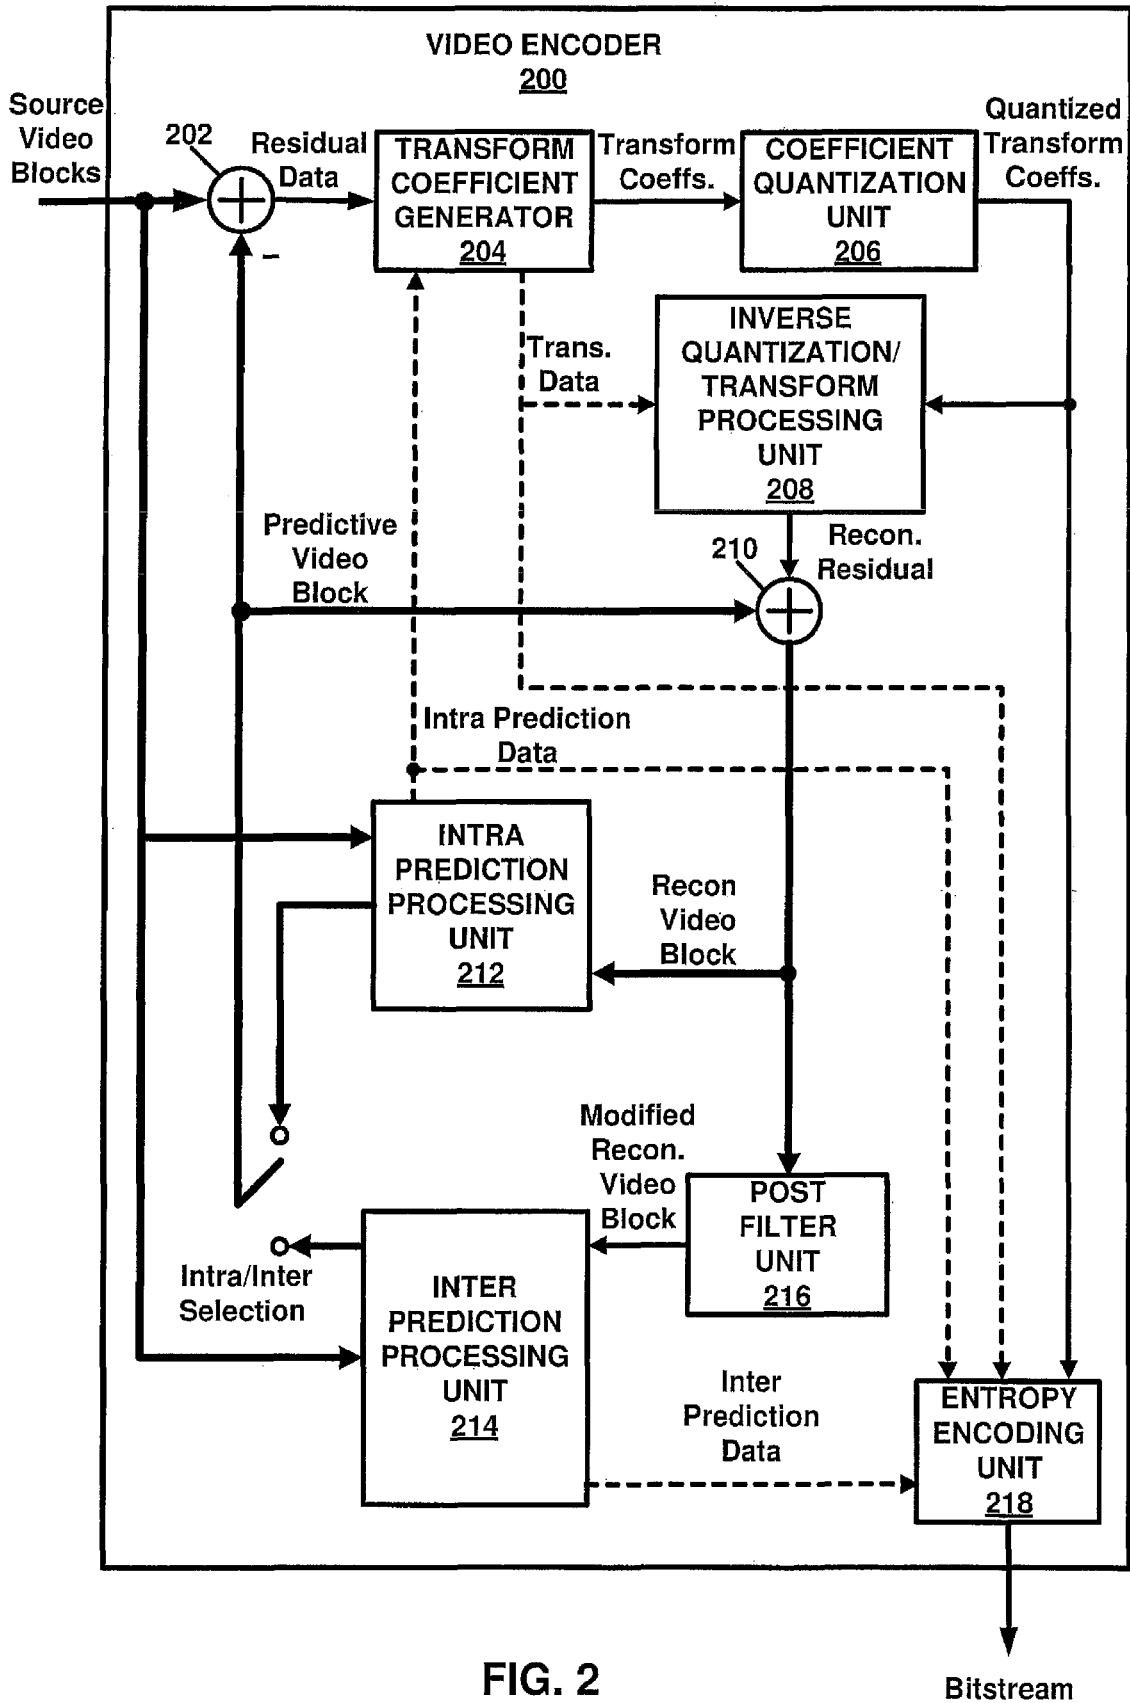 VIDEO ENCODER
200
Source
Video
Blocks
202
Residual
Data
TRANSFORM
COEFFICIENT
GENERATOR
204
Transform
Coeffs.
COEFFICIENT
QUANTIZATION
UNIT
206
Quantized
Transform
Coeffs.
–
Trans.
Data
INVERSE
QUANTIZATION/
TRANSFORM
PROCESSING
UNIT
208
Predictive
Video
Block
210
Recon.
Residual
Intra Prediction
Data
INTRA
PREDICTION
PROCESSING
UNIT
212
Recon
Video
Block
Modified
Recon.
Video
Block
POST
FILTER
UNIT
216
Intra/Inter
Selection
INTER
PREDICTION
PROCESSING
UNIT
214
Inter
Prediction
Data
ENTROPY
ENCODING
UNIT
218
FIG. 2
Bitstream